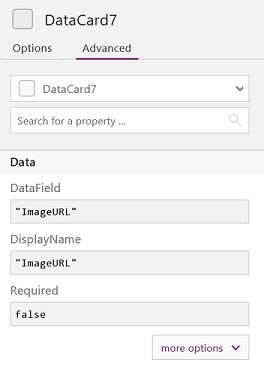 DataCard7
Options Advanced
DataCard7
Search for a property ...
Data
DataField
"ImageURL"
DisplayName
"ImageURL"
Required
false
more options